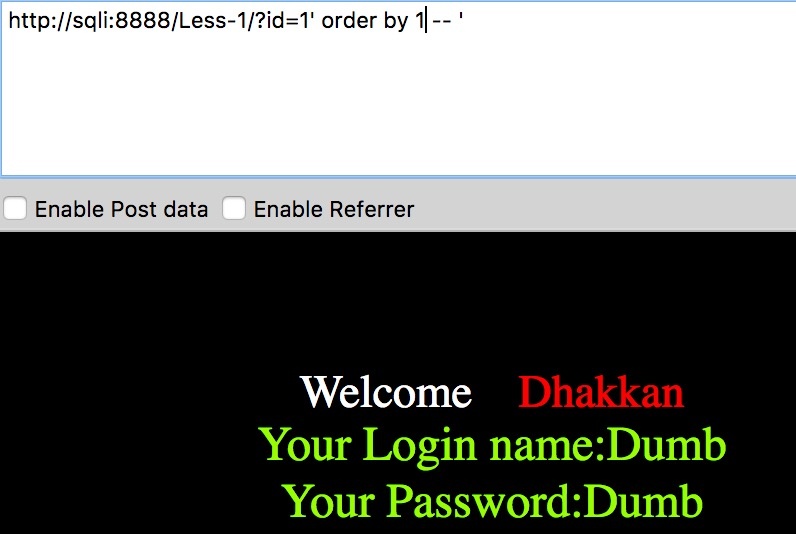 http://sqli:8888/Less-1/?id=1' order by 1 -- '
Enable Post data Enable Referrer
Welcome Dhakkan
Your Login name:Dumb
Your Password:Dumb